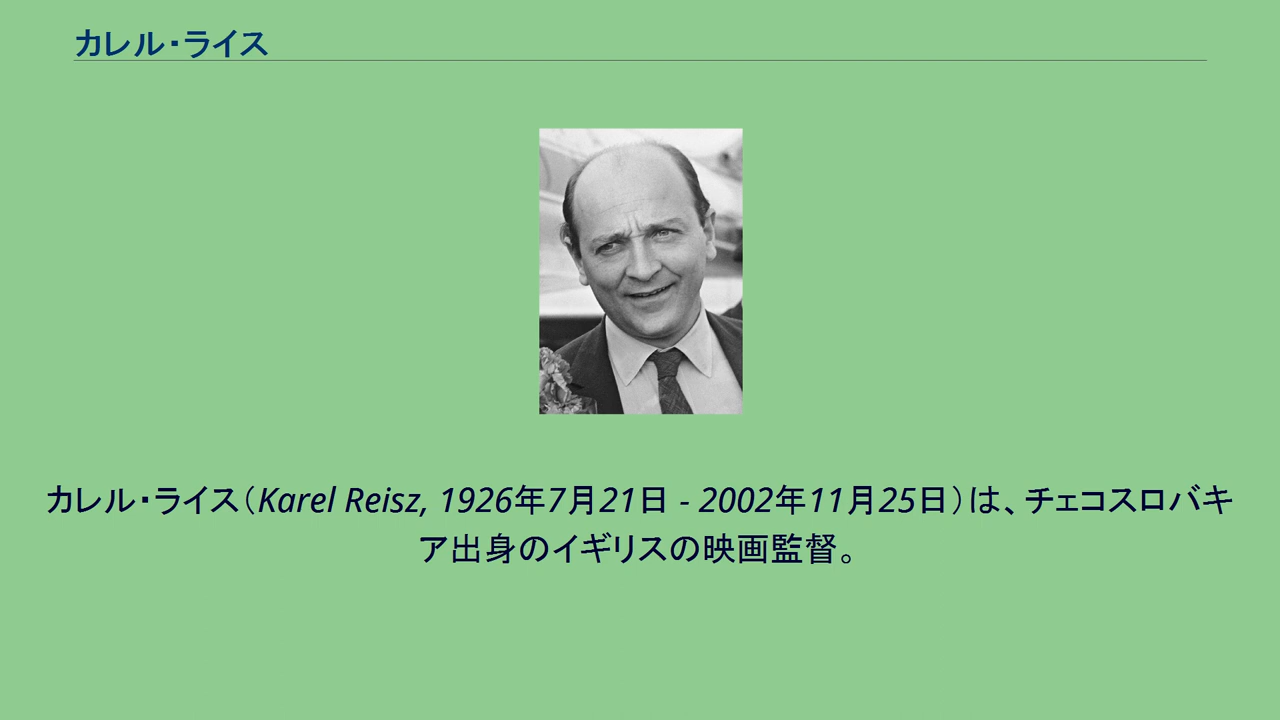 カレル・ライス
カレル・ライス（Karel Reisz, 1926年7月21日 - 2002年11月25日）は、チェコスロバキ
ア出身のイギリスの映画監督。